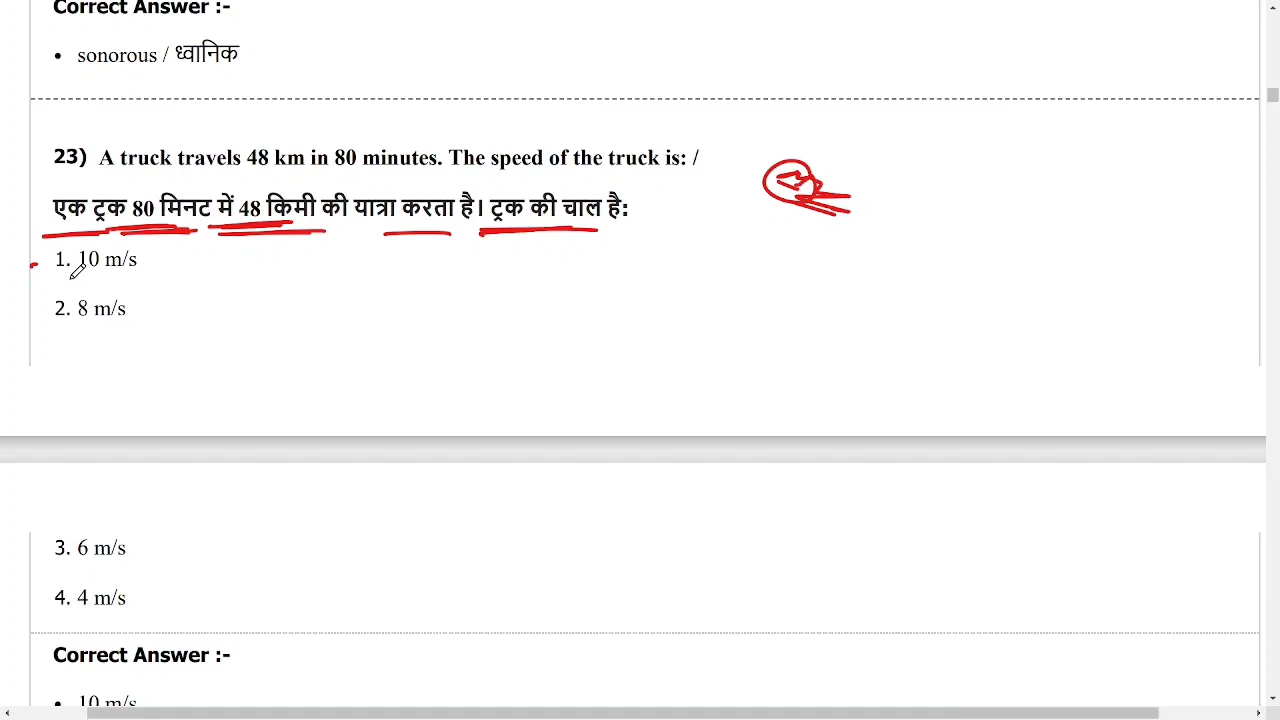 Correct Answer :-
• sonorous / ध्वानिक
23) A truck travels 48 km in 80 minutes. The speed of the truck is: /
एक ट्रक 80 मिनट में 48 किमी की यात्रा करता है। ट्रक की चाल है:
1. 10 m/s
2. 8 m/s
3. 6 m/s
4. 4 m/s
Correct Answer :-
• 10 m/s